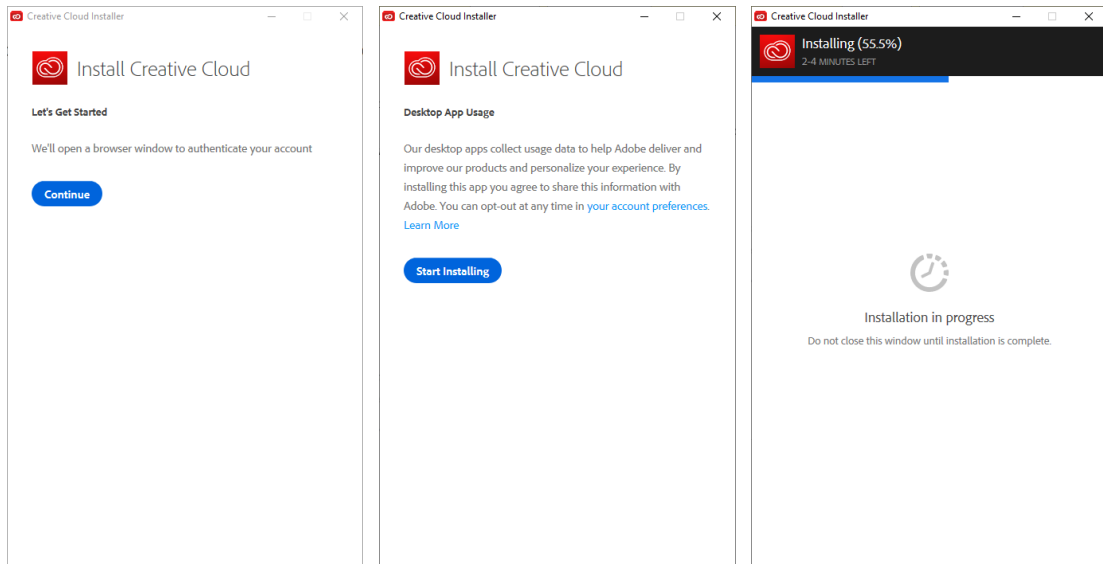 Creative Cloud Installer
Install Creative Cloud
Let's Get Started
We'll open a browser window to authenticate your account
Continue
Creative Cloud Installer
Install Creative Cloud
Desktop App Usage
Our desktop apps collect usage data to help Adobe deliver and
improve our products and personalize your experience. By
installing this app you agree to share this information with
Adobe. You can opt-out at any time in your account preferences.
Learn More
Start Installing
Creative Cloud Installer
Installing (55.5%)
2-4 MINUTES LEFT
Installation in progress
Do not close this window until installation is complete.